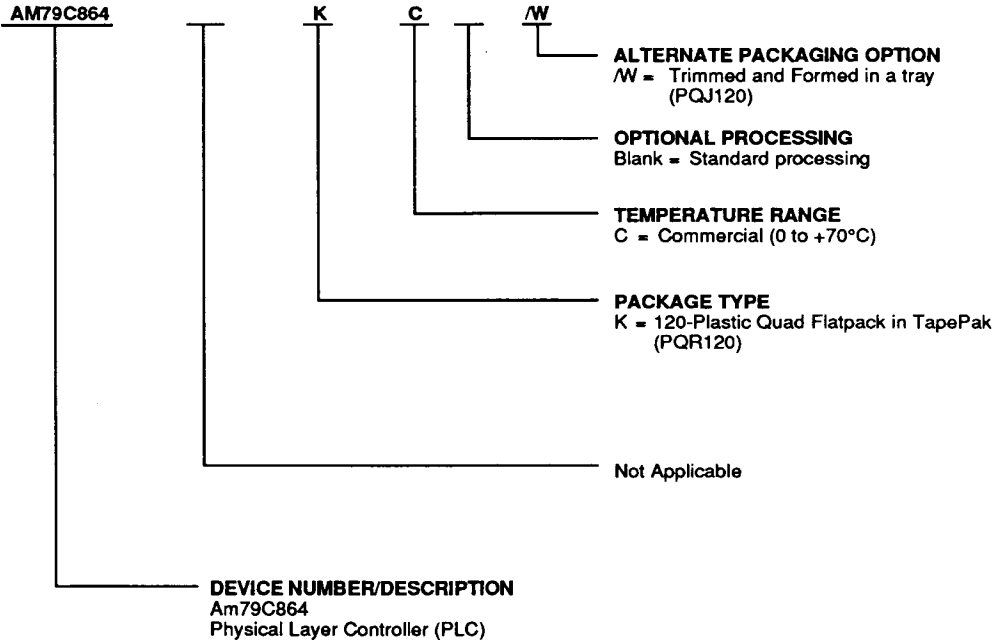 AM79C864 K C /W
ALTERNATE PACKAGING OPTION
/W = Trimmed and Formed in a tray
(PQJ120)
OPTIONAL PROCESSING
Blank = Standard processing
TEMPERATURE RANGE
C = Commercial (0 to +70°C)
PACKAGE TYPE
K = 120-Plastic Quad Flatpack in TapePak
(PQR120)
Not Applicable
DEVICE NUMBER/DESCRIPTION
Am79C864
Physical Layer Controller (PLC)